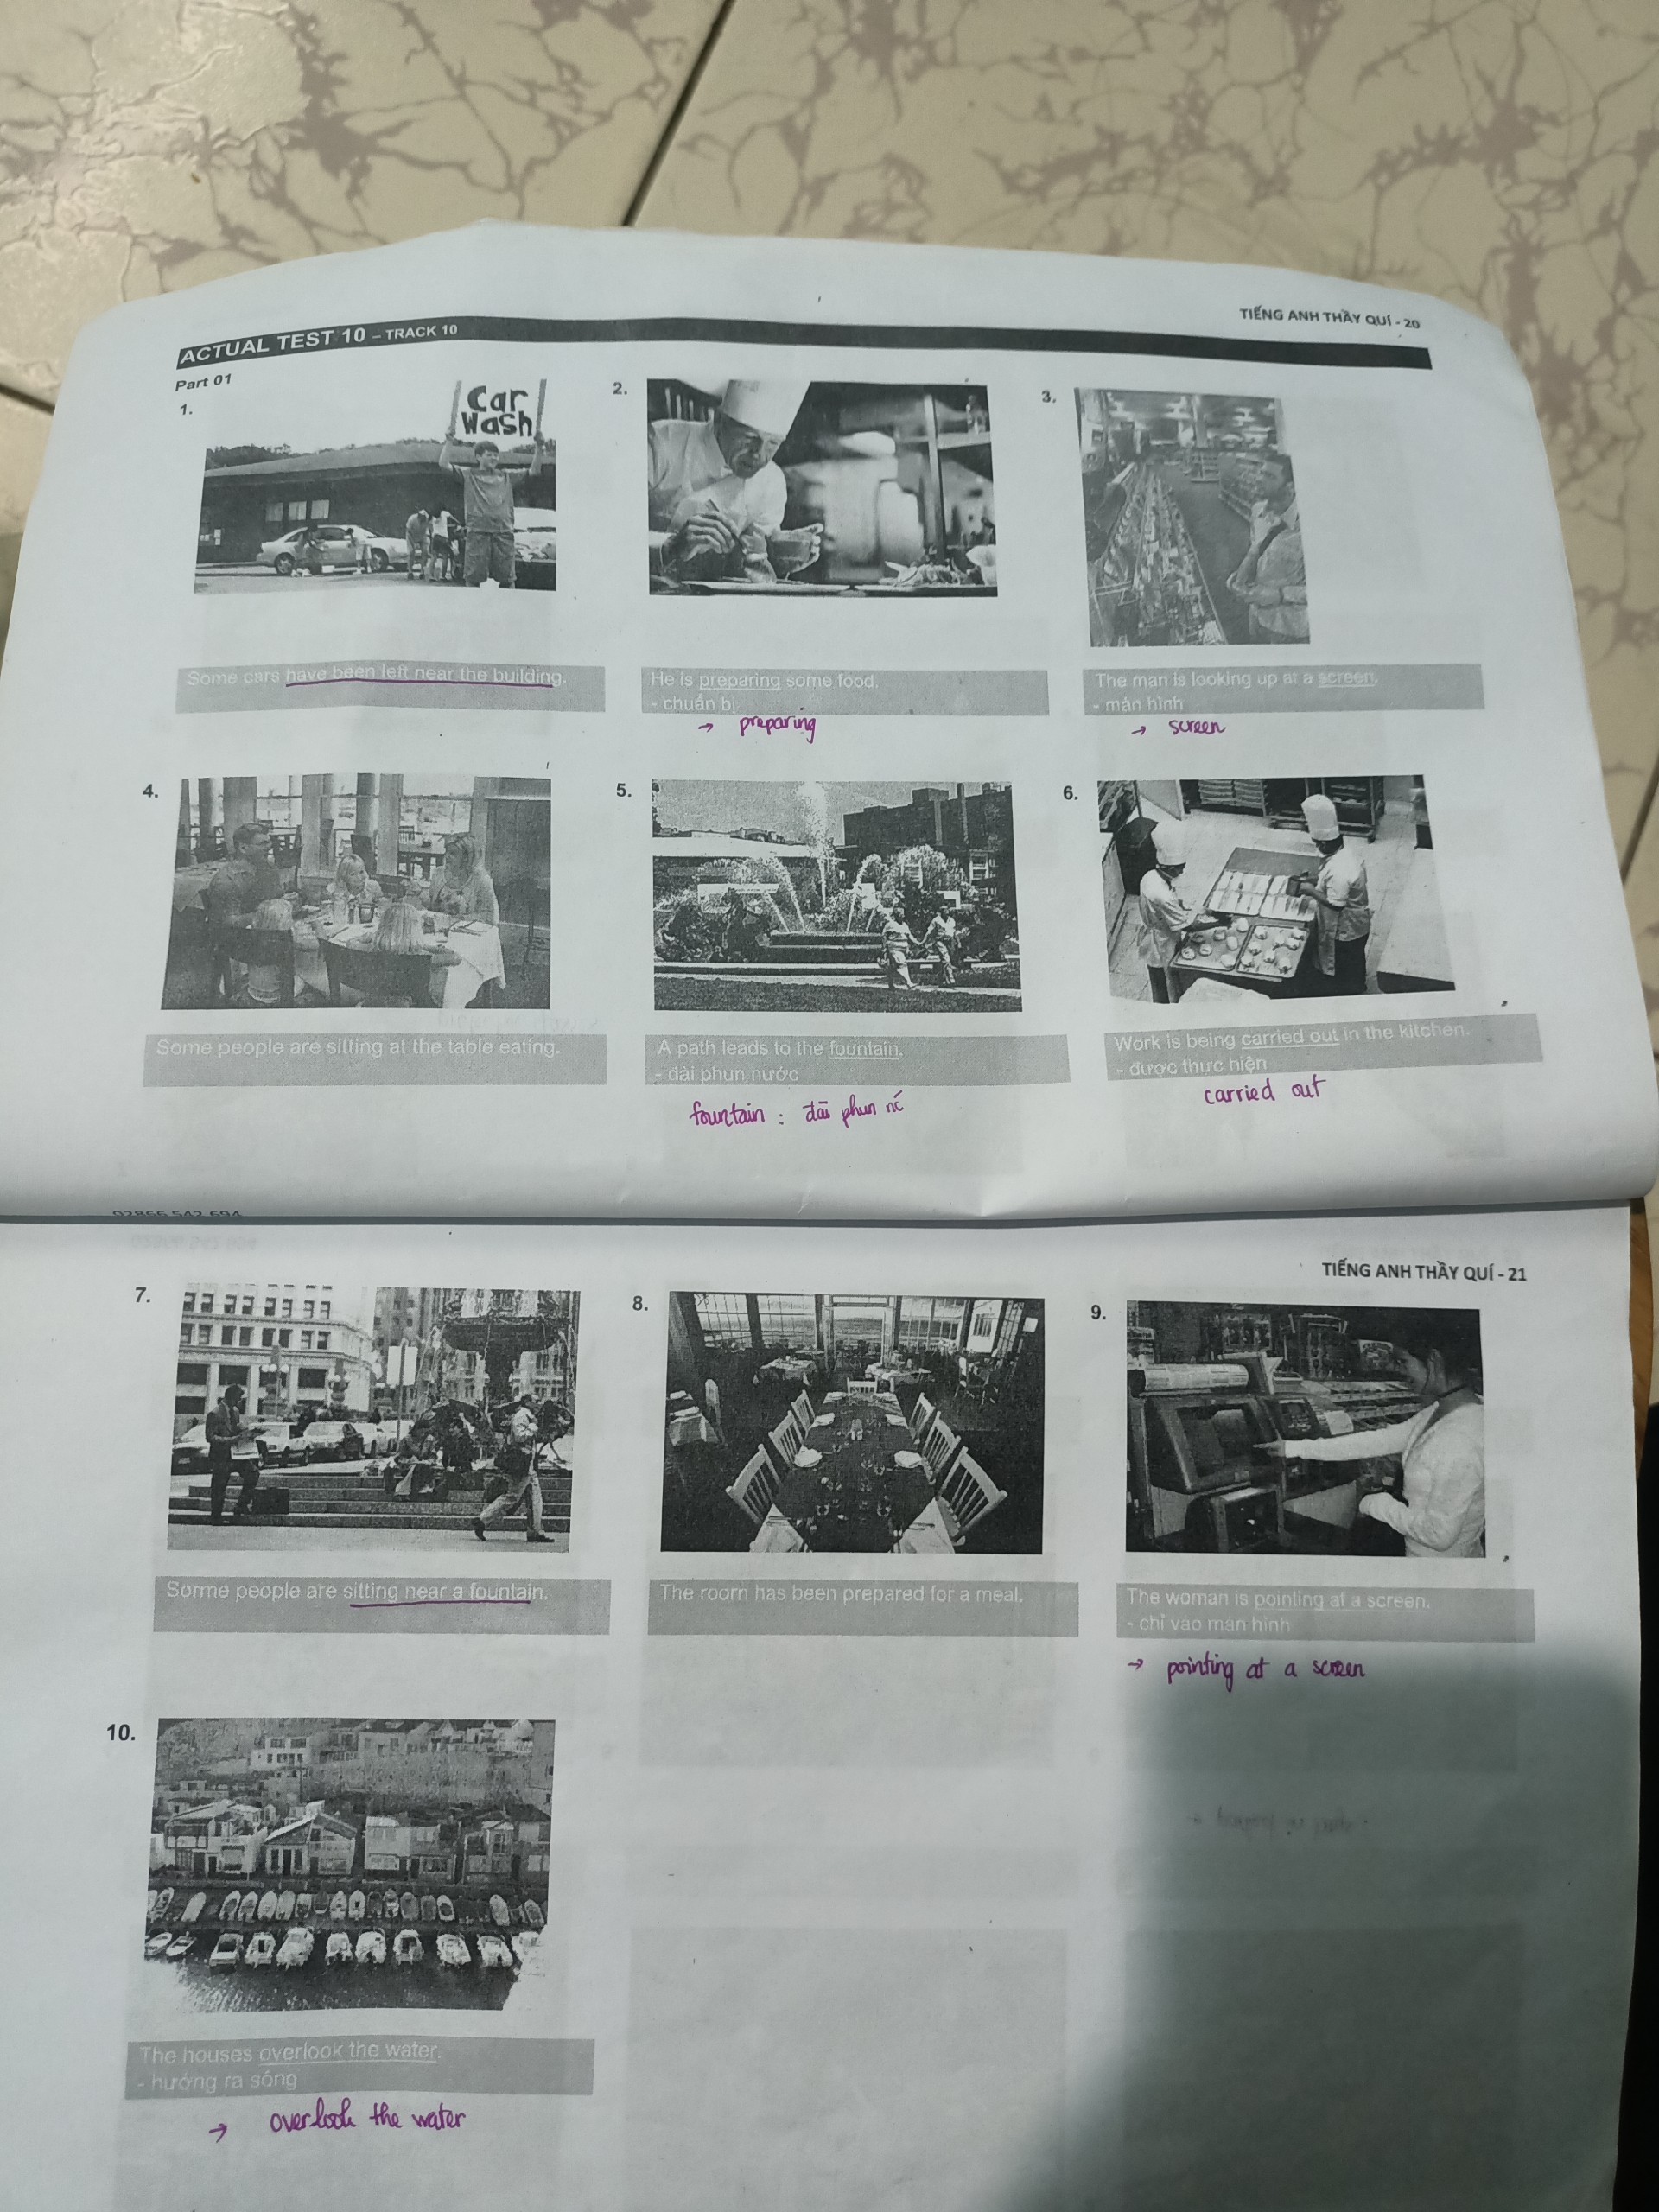 TIẾNG ANH THẦY QUÍ - 20
ACTUAL TEST 10 – TRACK 10
Part 01
1.
Car
Wash
2.
3.
Some cars have been left near the building.
He is preparing some food.
- chuẩn bị
→ preparing
The man is looking up at a screen.
- màn hình
→ screen
4.
5.
6.
Some people are sitting at the table eating.
A path leads to the fountain.
- đài phun nước
fountain : đài phun nć
Work is being carried out in the kitchen.
- được thực hiện
carried out
02866 542 694
TIẾNG ANH THẦY QUÍ - 21
7.
8.
9.
Some people are sitting near a fountain.
The room has been prepared for a meal.
The woman is pointing at a screen.
- chỉ vào màn hình
→ pointing at a screen
10.
The houses overlook the water.
- hướng ra sông
→ overlook the water